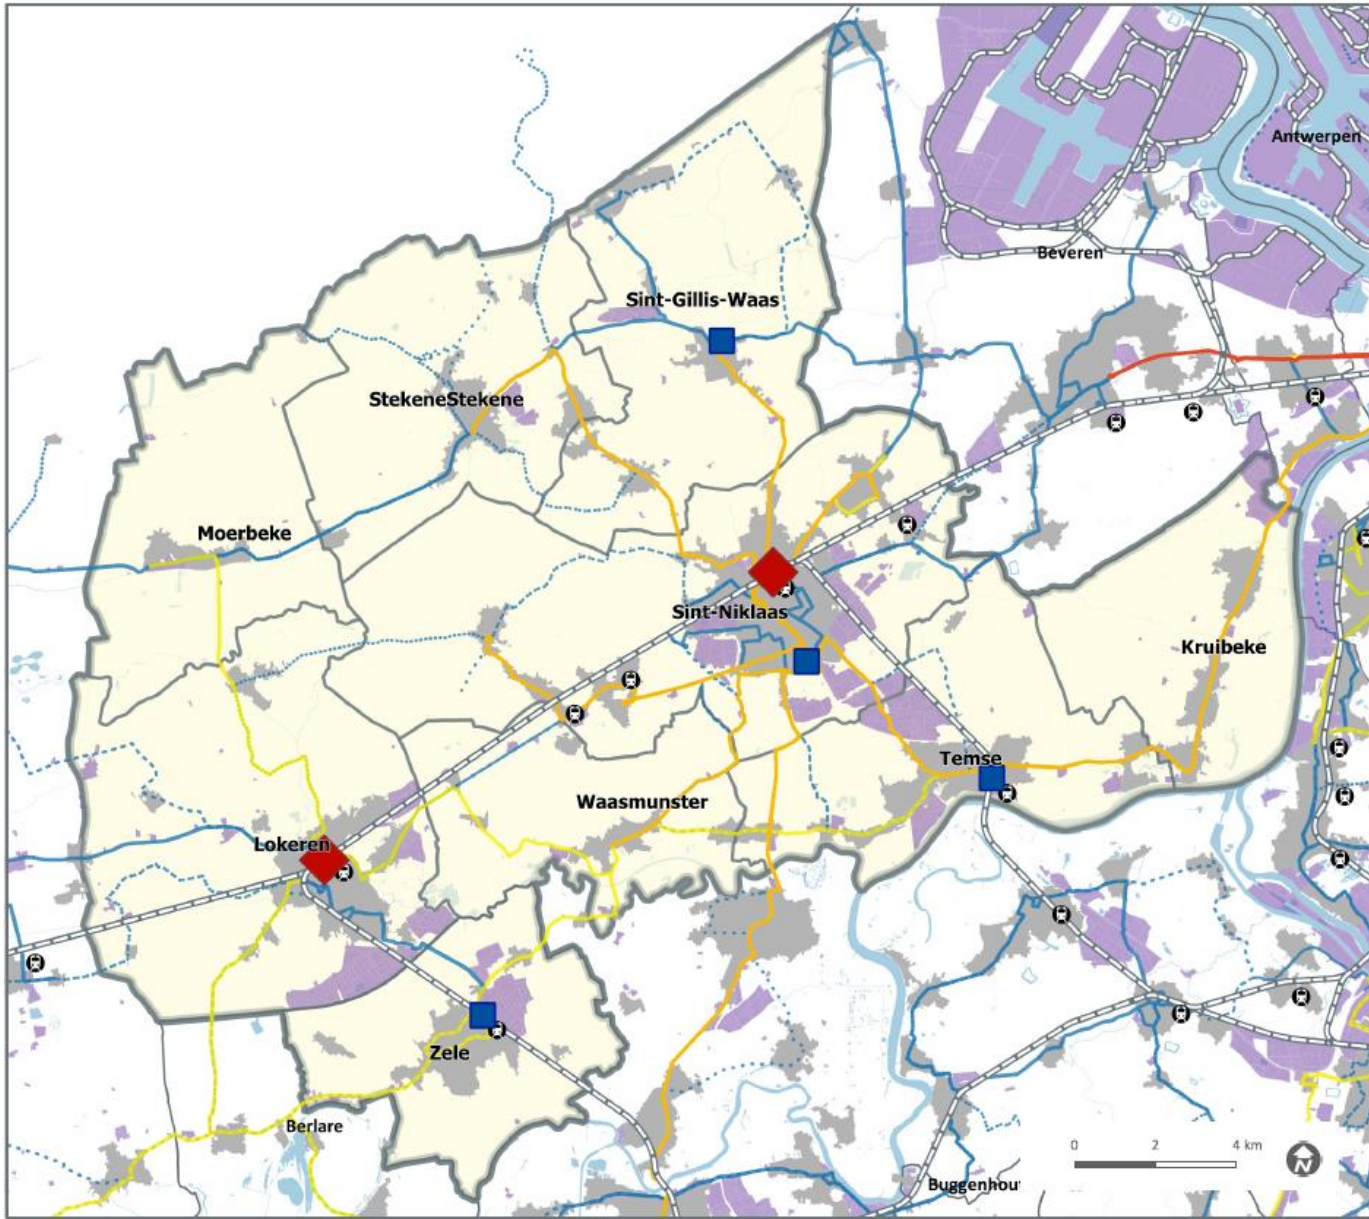 Antwerpen
Beveren
Sint-Gillis-Waas
StekeneStekene
Moerbeke
Sint-Niklaas
Kruibeke
Temse
Waasmunster
Lokeren
Zele
Berlare
0 2 4 km
N
Buggenhou